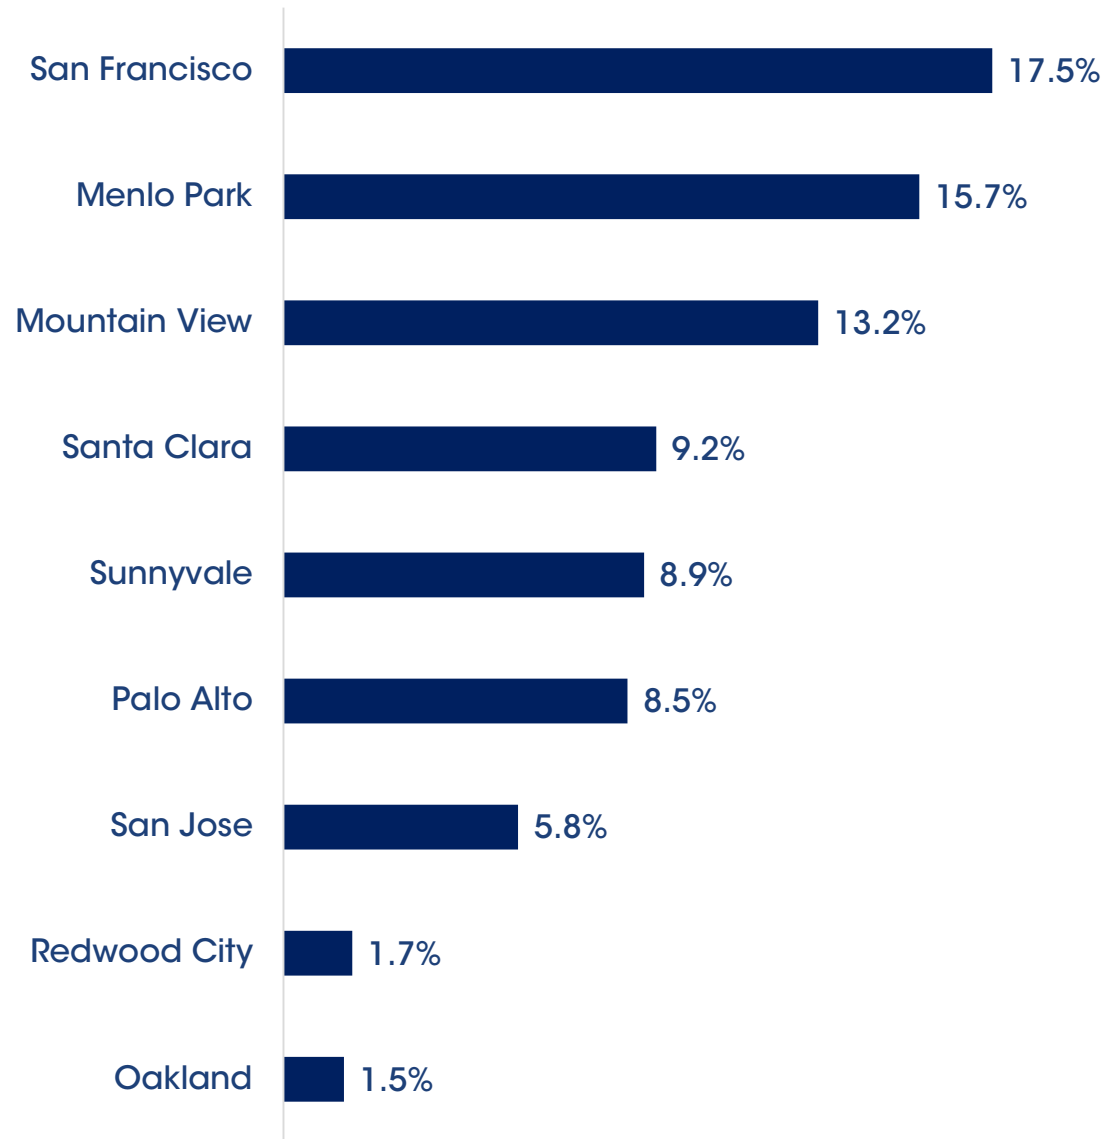 San Francisco 17.5%
Menlo Park 15.7%
Mountain View 13.2%
Santa Clara 9.2%
Sunnyvale 8.9%
Palo Alto 8.5%
San Jose 5.8%
Redwood City 1.7%
Oakland 1.5%